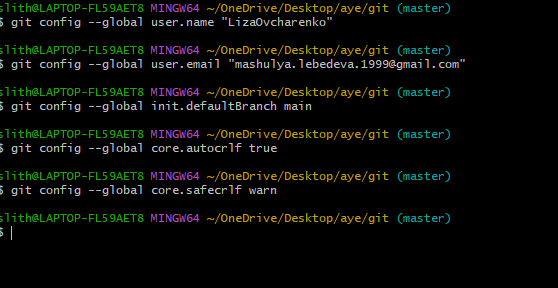 slith@LAPTOP-FL59AET8 MINGW64 ~/OneDrive/Desktop/aye/git (master)
$ git config --global user.name "LizaOvcharenko"
slith@LAPTOP-FL59AET8 MINGW64 ~/OneDrive/Desktop/aye/git (master)
$ git config --global user.email "mashulya.lebedeva.1999@gmail.com"
slith@LAPTOP-FL59AET8 MINGW64 ~/OneDrive/Desktop/aye/git (master)
$ git config --global init.defaultBranch main
slith@LAPTOP-FL59AET8 MINGW64 ~/OneDrive/Desktop/aye/git (master)
$ git config --global core.autocrlf true
slith@LAPTOP-FL59AET8 MINGW64 ~/OneDrive/Desktop/aye/git (master)
$ git config --global core.safecrlf warn
slith@LAPTOP-FL59AET8 MINGW64 ~/OneDrive/Desktop/aye/git (master)
$